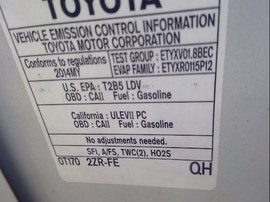 TOYOTA
VEHICLE EMISSION CONTROL INFORMATION
TOYOTA MOTOR CORPORATION
Conforms to regulations 2014MY
TEST GROUP : ETYXV01.8BEC
EVAP FAMILY : ETYXR0115P12
U.S. EPA : T2B5 LDV
OBD : CAII Fuel : Gasoline
California : ULEVII PC
OBD : CAII Fuel : Gasoline
No adjustments needed.
SFI, A/FS, TWC(2), HO2S
0T170 2ZR-FE QH